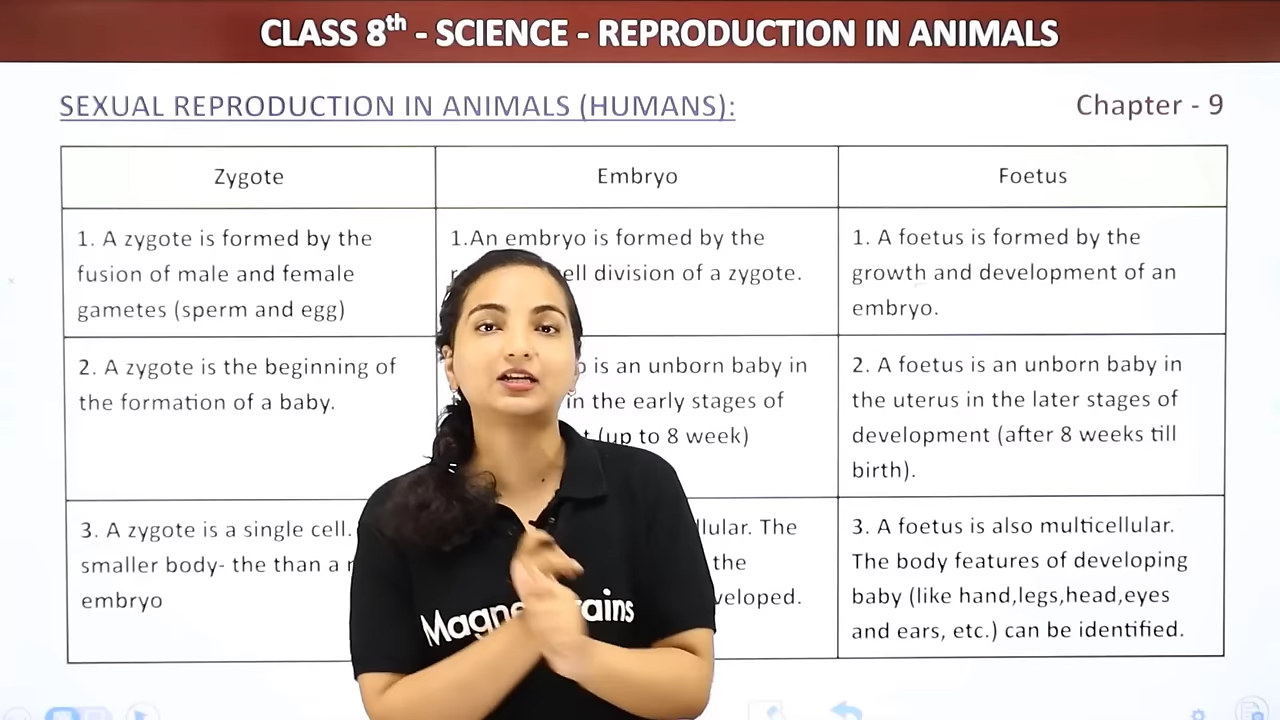 CLASS 8th - SCIENCE - REPRODUCTION IN ANIMALS
SEXUAL REPRODUCTION IN ANIMALS (HUMANS):
Chapter - 9
Zygote
Embryo
Foetus
1. A zygote is formed by the
fusion of male and female
gametes (sperm and egg)
1.An embryo is formed by the
division of a zygote.
1. A foetus is formed by the
growth and development of an
embryo.
2. A zygote is the beginning of
the formation of a baby.
is an unborn baby in
in the early stages of
(up to 8 week)
2. A foetus is an unborn baby in
the uterus in the later stages of
development (after 8 weeks till
birth).
3. A zygote is a single cell.
smaller body- the than a
embryo
The
the
3. A foetus is also multicellular.
The body features of developing
baby (like hand,legs,head,eyes
and ears, etc.) can be identified.